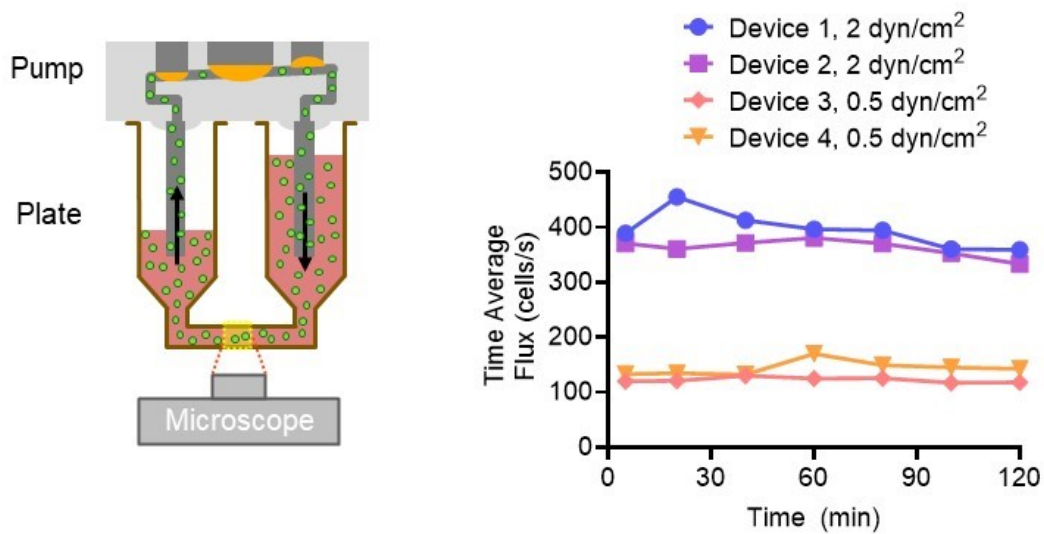 Pump
Plate
Microscope
Device 1, 2 dyn/cm²
Device 2, 2 dyn/cm²
Device 3, 0.5 dyn/cm²
Device 4, 0.5 dyn/cm²
Time Average
Flux (cells/s)
500
400
300
200
100
0
0 30 60 90 120
Time (min)